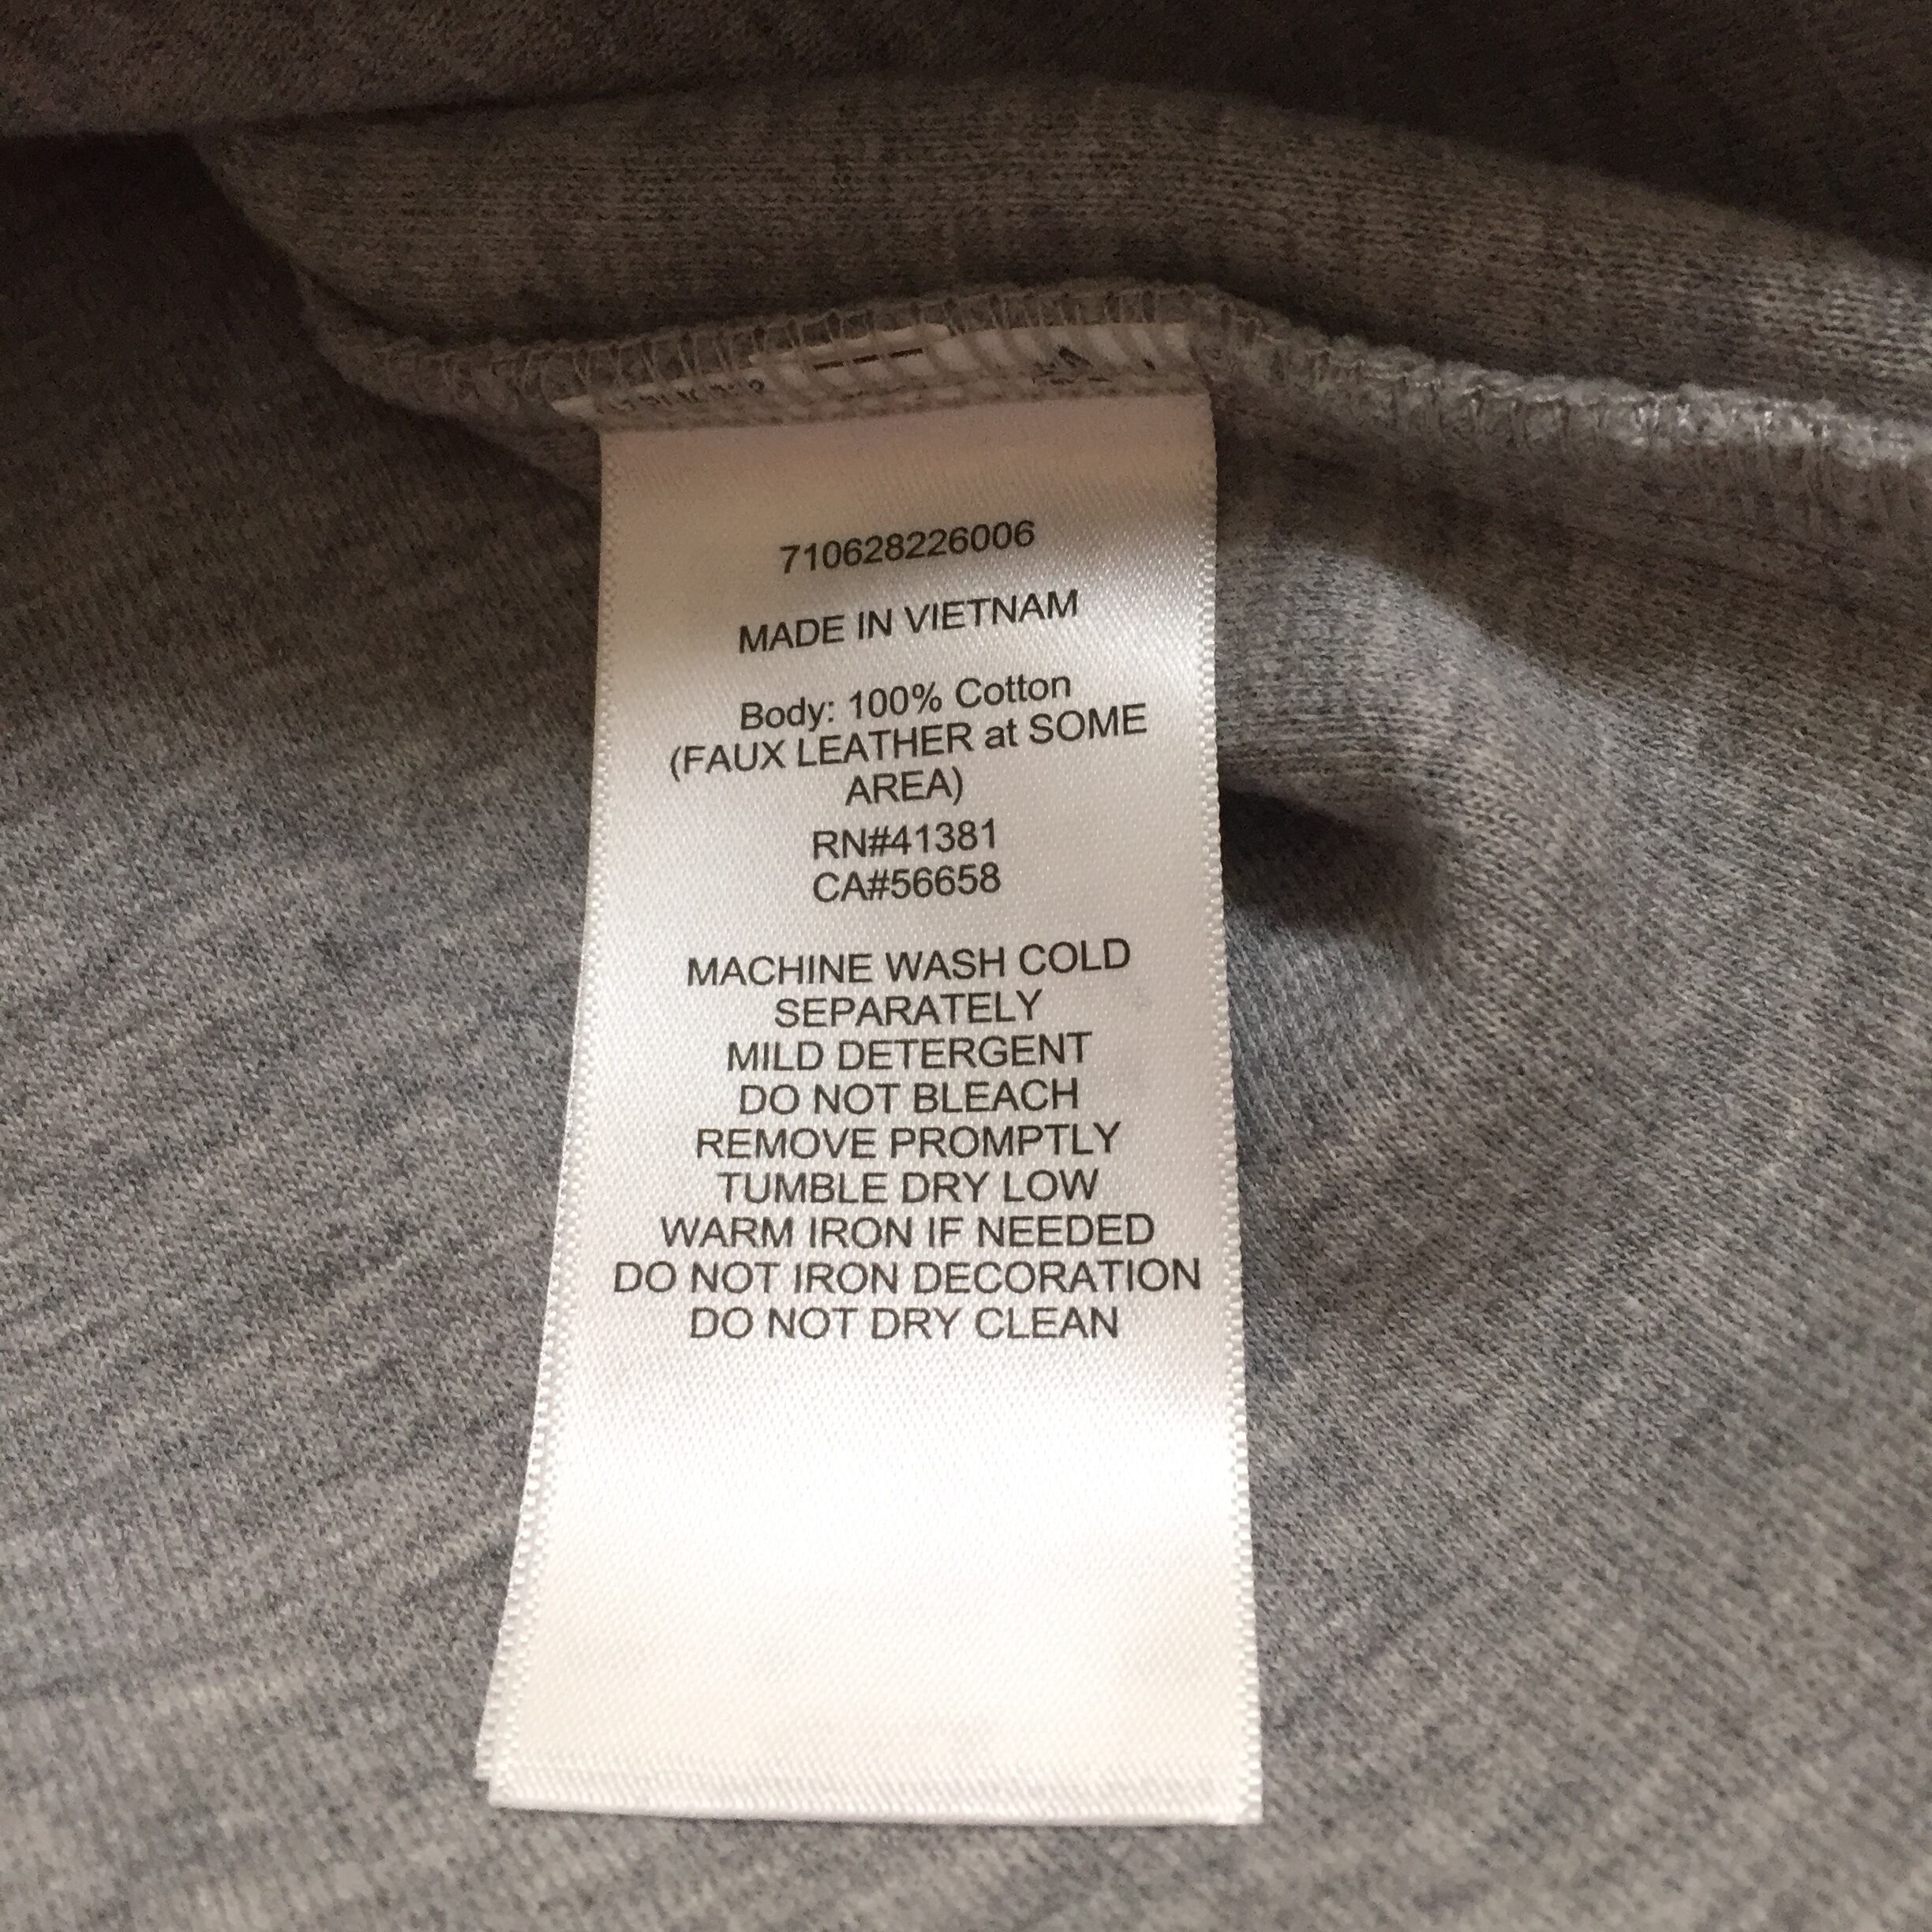 710628226006
MADE IN VIETNAM
Body: 100% Cotton
(FAUX LEATHER at SOME
AREA)
RN#41381
CA#56658
MACHINE WASH COLD
SEPARATELY
MILD DETERGENT
DO NOT BLEACH
REMOVE PROMPTLY
TUMBLE DRY LOW
WARM IRON IF NEEDED
DO NOT IRON DECORATION
DO NOT DRY CLEAN